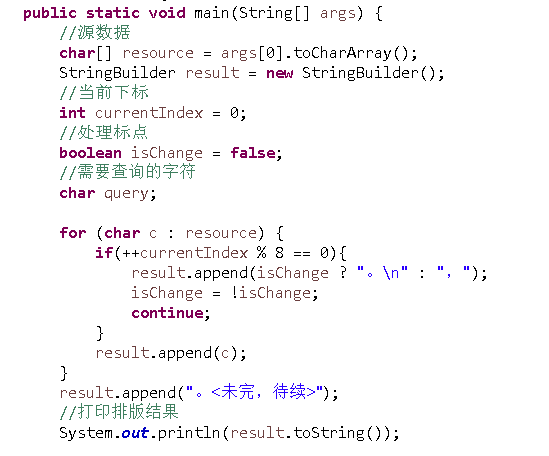 public static void main(String[] args) {
//源数据
char[] resource = args[0].toCharArray();
StringBuilder result = new StringBuilder();
//当前下标
int currentIndex = 0;
//处理标点
boolean isChange = false;
//需要查询的字符
char query;
for (char c : resource) {
if(++currentIndex % 8 == 0){
result.append(isChange ? "。\n" : "，");
isChange = !isChange;
continue;
}
result.append(c);
}
result.append("。<未完，待续>");
//打印排版结果
System.out.println(result.toString());